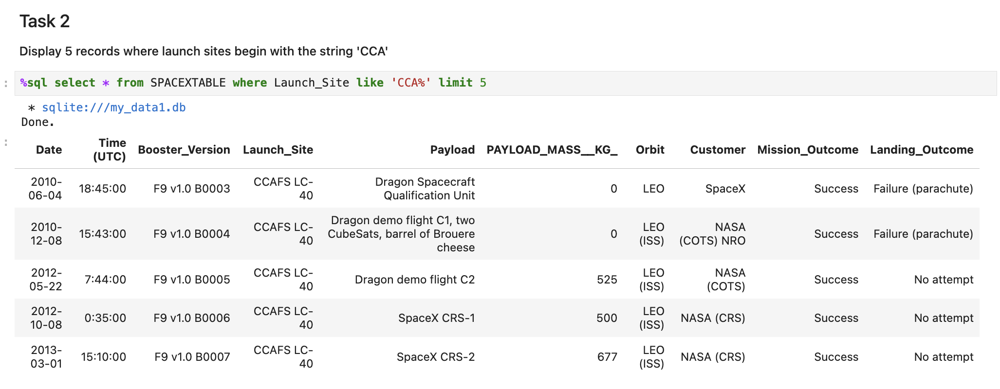 Task 2
Display 5 records where launch sites begin with the string 'CCA'
: %sql select * from SPACEXTABLE where Launch_Site like 'CCA%' limit 5
* sqlite:///my_data1.db
Done.
:
Date Time (UTC) Booster_Version Launch_Site Payload PAYLOAD_MASS__KG_ Orbit Customer Mission_Outcome Landing_Outcome
2010-06-04 18:45:00 F9 v1.0 B0003 CCAFS LC-40 Dragon Spacecraft Qualification Unit 0 LEO SpaceX Success Failure (parachute)
2010-12-08 15:43:00 F9 v1.0 B0004 CCAFS LC-40 Dragon demo flight C1, two CubeSats, barrel of Brouere cheese 0 LEO (ISS) NASA (COTS) NRO Success Failure (parachute)
2012-05-22 7:44:00 F9 v1.0 B0005 CCAFS LC-40 Dragon demo flight C2 525 LEO (ISS) NASA (COTS) Success No attempt
2012-10-08 0:35:00 F9 v1.0 B0006 CCAFS LC-40 SpaceX CRS-1 500 LEO (ISS) NASA (CRS) Success No attempt
2013-03-01 15:10:00 F9 v1.0 B0007 CCAFS LC-40 SpaceX CRS-2 677 LEO (ISS) NASA (CRS) Success No attempt